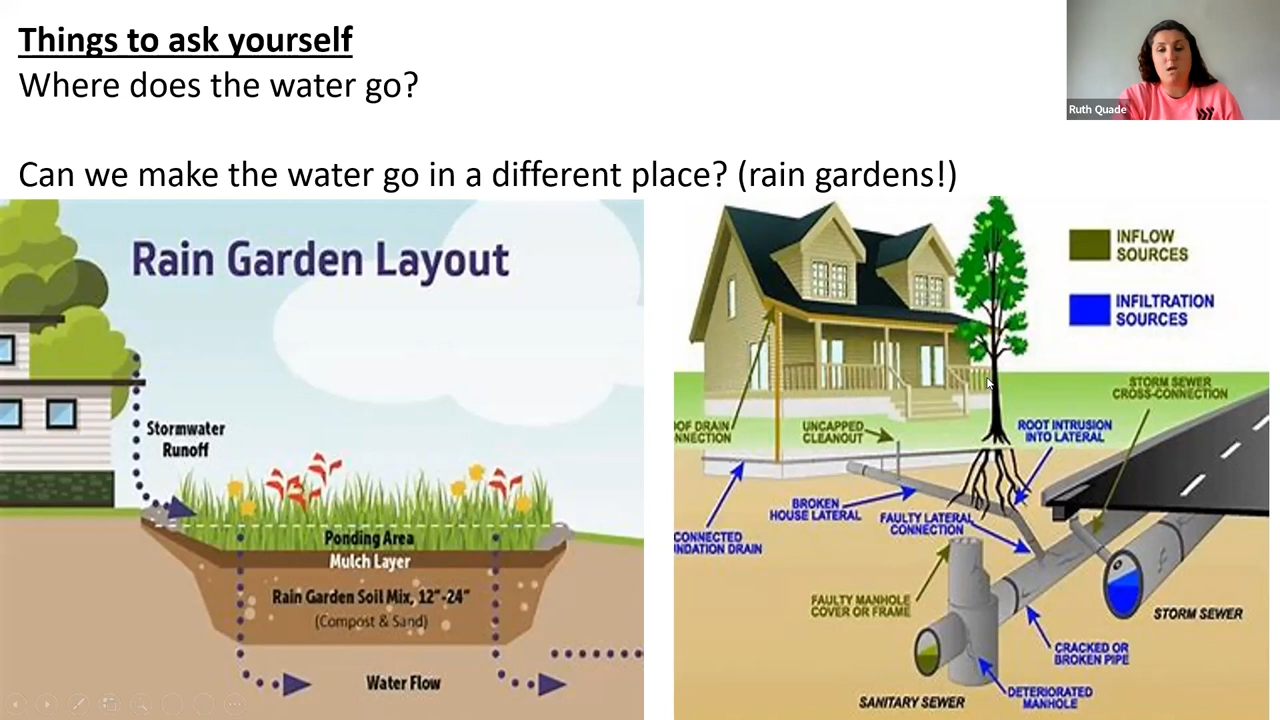 Things to ask yourself
Where does the water go?
Can we make the water go in a different place? (rain gardens!)
Ruth Quade
Rain Garden Layout
Stormwater
Runoff
Ponding Area
Mulch Layer
Rain Garden Soil Mix, 12"-24"
(Compost & Sand)
Water Flow
INFLOW
SOURCES
INFILTRATION
SOURCES
STORM SEWER
CROSS-CONNECTION
OOF DRAIN
NNECTION
UNCAPPED
CLEANOUT
ROOT INTRUSION
INTO LATERAL
BROKEN
HOUSE LATERAL
FAULTY LATERAL
CONNECTION
CONNECTED
UNDATION DRAIN
FAULTY MANHOLE
COVER OR FRAME
STORM SEWER
CRACKED OR
BROKEN PIPE
SANITARY SEWER
DETERIORATED
MANHOLE